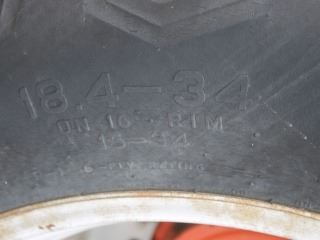 18.4-34
ON 16" RIM
15-34
6-PLY RATING